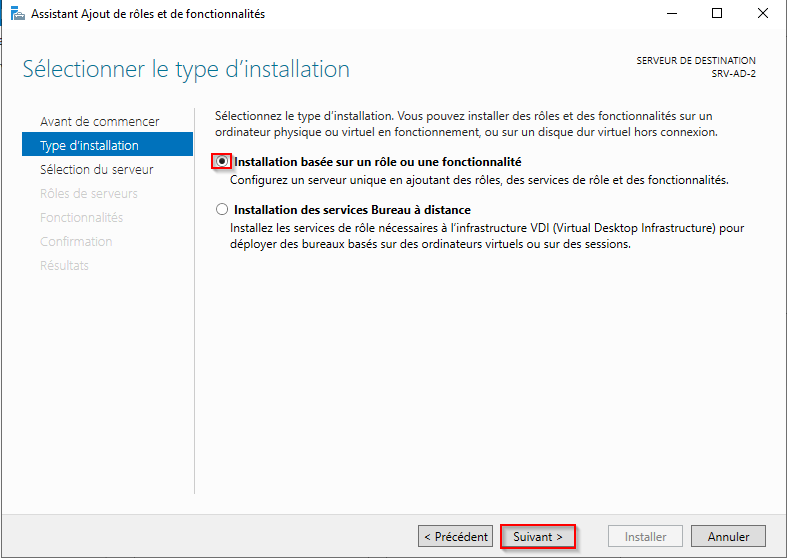 Assistant Ajout de rôles et de fonctionnalités
Sélectionner le type d'installation
SERVEUR DE DESTINATION
SRV-AD-2
Avant de commencer
Type d'installation
Sélection du serveur
Rôles de serveurs
Fonctionnalités
Confirmation
Résultats
Sélectionnez le type d'installation. Vous pouvez installer des rôles et des fonctionnalités sur un
ordinateur physique ou virtuel en fonctionnement, ou sur un disque dur virtuel hors connexion.
Installation basée sur un rôle ou une fonctionnalité
Configurez un serveur unique en ajoutant des rôles, des services de rôle et des fonctionnalités.
Installation des services Bureau à distance
Installez les services de rôle nécessaires à l'infrastructure VDI (Virtual Desktop Infrastructure) pour
déployer des bureaux basés sur des ordinateurs virtuels ou sur des sessions.
< Précédent
Suivant >
Installer
Annuler